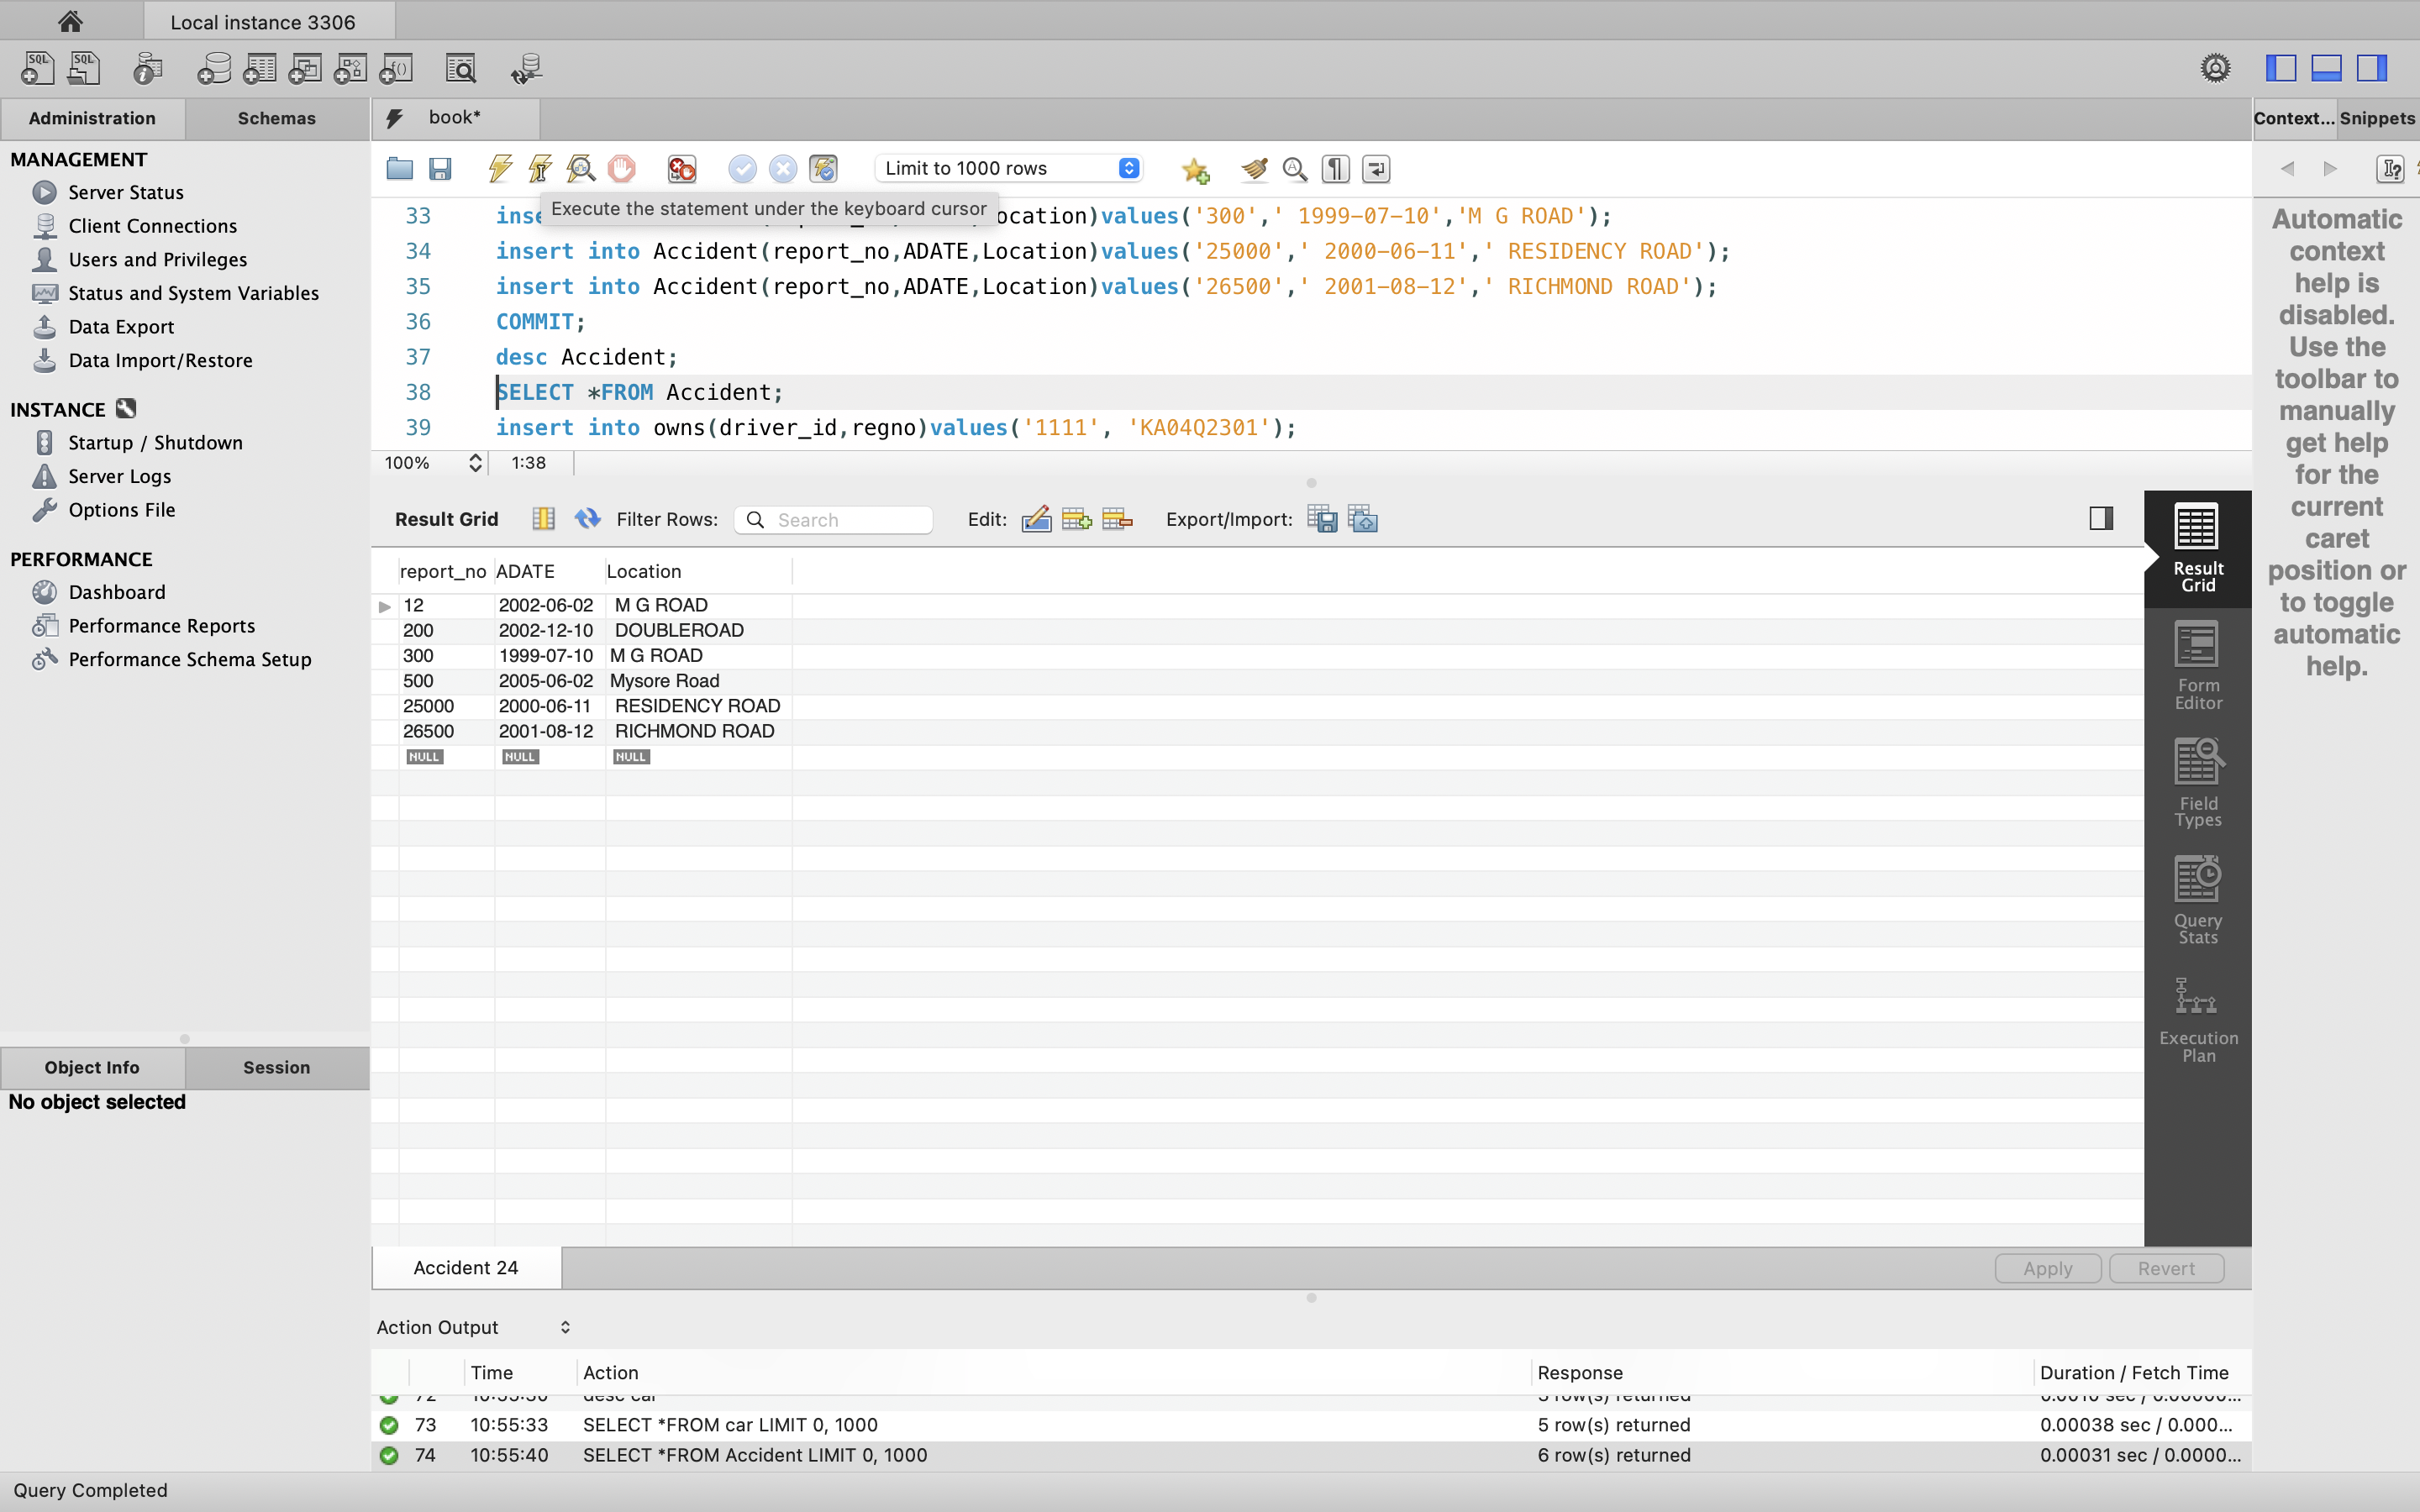 Local instance 3306
Administration
Schemas
book*
Context...
Snippets
MANAGEMENT
Server Status
Client Connections
Users and Privileges
Status and System Variables
Data Export
Data Import/Restore
INSTANCE
Startup / Shutdown
Server Logs
Options File
PERFORMANCE
Dashboard
Performance Reports
Performance Schema Setup
Object Info
Session
No object selected
Limit to 1000 rows
Execute the statement under the keyboard cursor
33 inse ocation)values('300',' 1999-07-10','M G ROAD');
34 insert into Accident(report_no,ADATE,Location)values('25000',' 2000-06-11',' RESIDENCY ROAD');
35 insert into Accident(report_no,ADATE,Location)values('26500',' 2001-08-12',' RICHMOND ROAD');
36 COMMIT;
37 desc Accident;
38 SELECT *FROM Accident;
39 insert into owns(driver_id,regno)values('1111', 'KA04Q2301');
100% 1:38
Result Grid Filter Rows: Search Edit: Export/Import:
report_no ADATE Location
12 2002-06-02 M G ROAD
200 2002-12-10 DOUBLEROAD
300 1999-07-10 M G ROAD
500 2005-06-02 Mysore Road
25000 2000-06-11 RESIDENCY ROAD
26500 2001-08-12 RICHMOND ROAD
NULL NULL NULL
Result
Grid
Form
Editor
Field
Types
Query
Stats
Execution
Plan
Accident 24
Apply
Revert
Action Output
Time Action Response Duration / Fetch Time
72 10:55:30 desc car 3 row(s) returned
73 10:55:33 SELECT *FROM car LIMIT 0, 1000 5 row(s) returned 0.00038 sec / 0.000...
74 10:55:40 SELECT *FROM Accident LIMIT 0, 1000 6 row(s) returned 0.00031 sec / 0.0000...
Automatic
context
help is
disabled.
Use the
toolbar to
manually
get help
for the
current
caret
position or
to toggle
automatic
help.
Query Completed